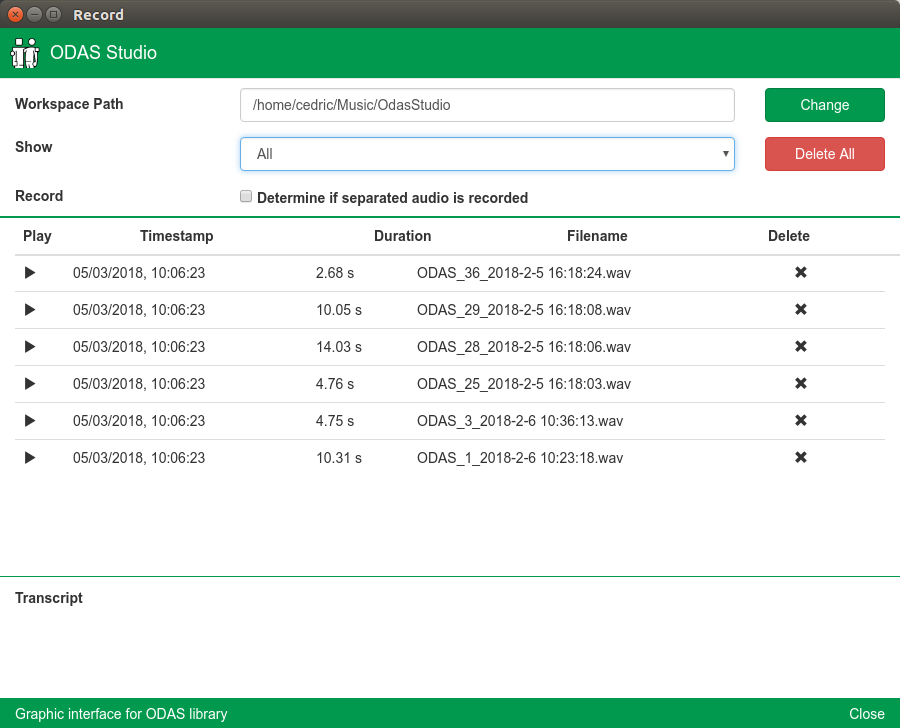 Record
ODAS Studio
Workspace Path /home/cedric/Music/OdasStudio Change
Show All Delete All
Record Determine if separated audio is recorded
Play Timestamp Duration Filename Delete
05/03/2018, 10:06:23 2.68 s ODAS_36_2018-2-5 16:18:24.wav
05/03/2018, 10:06:23 10.05 s ODAS_29_2018-2-5 16:18:08.wav
05/03/2018, 10:06:23 14.03 s ODAS_28_2018-2-5 16:18:06.wav
05/03/2018, 10:06:23 4.76 s ODAS_25_2018-2-5 16:18:03.wav
05/03/2018, 10:06:23 4.75 s ODAS_3_2018-2-6 10:36:13.wav
05/03/2018, 10:06:23 10.31 s ODAS_1_2018-2-6 10:23:18.wav
Transcript
Graphic interface for ODAS library Close